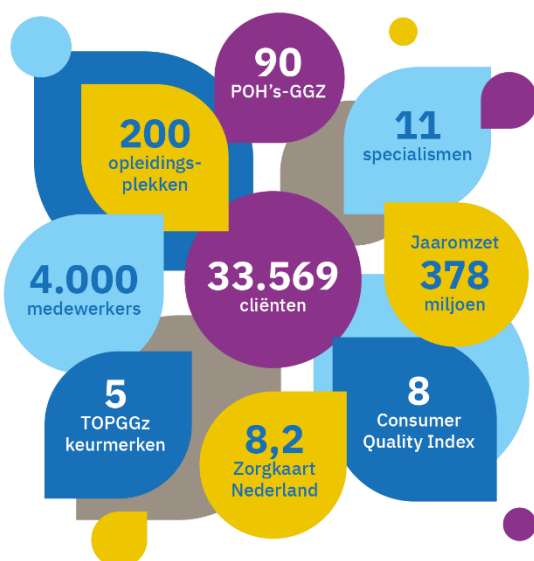 90
POH's-GGZ
200
opleidings-
plekken
11
specialismen
4.000
medewerkers
33.569
cliënten
Jaaromzet
378
miljoen
5
TOPGGz
keurmerken
8,2
Zorgkaart
Nederland
8
Consumer
Quality Index